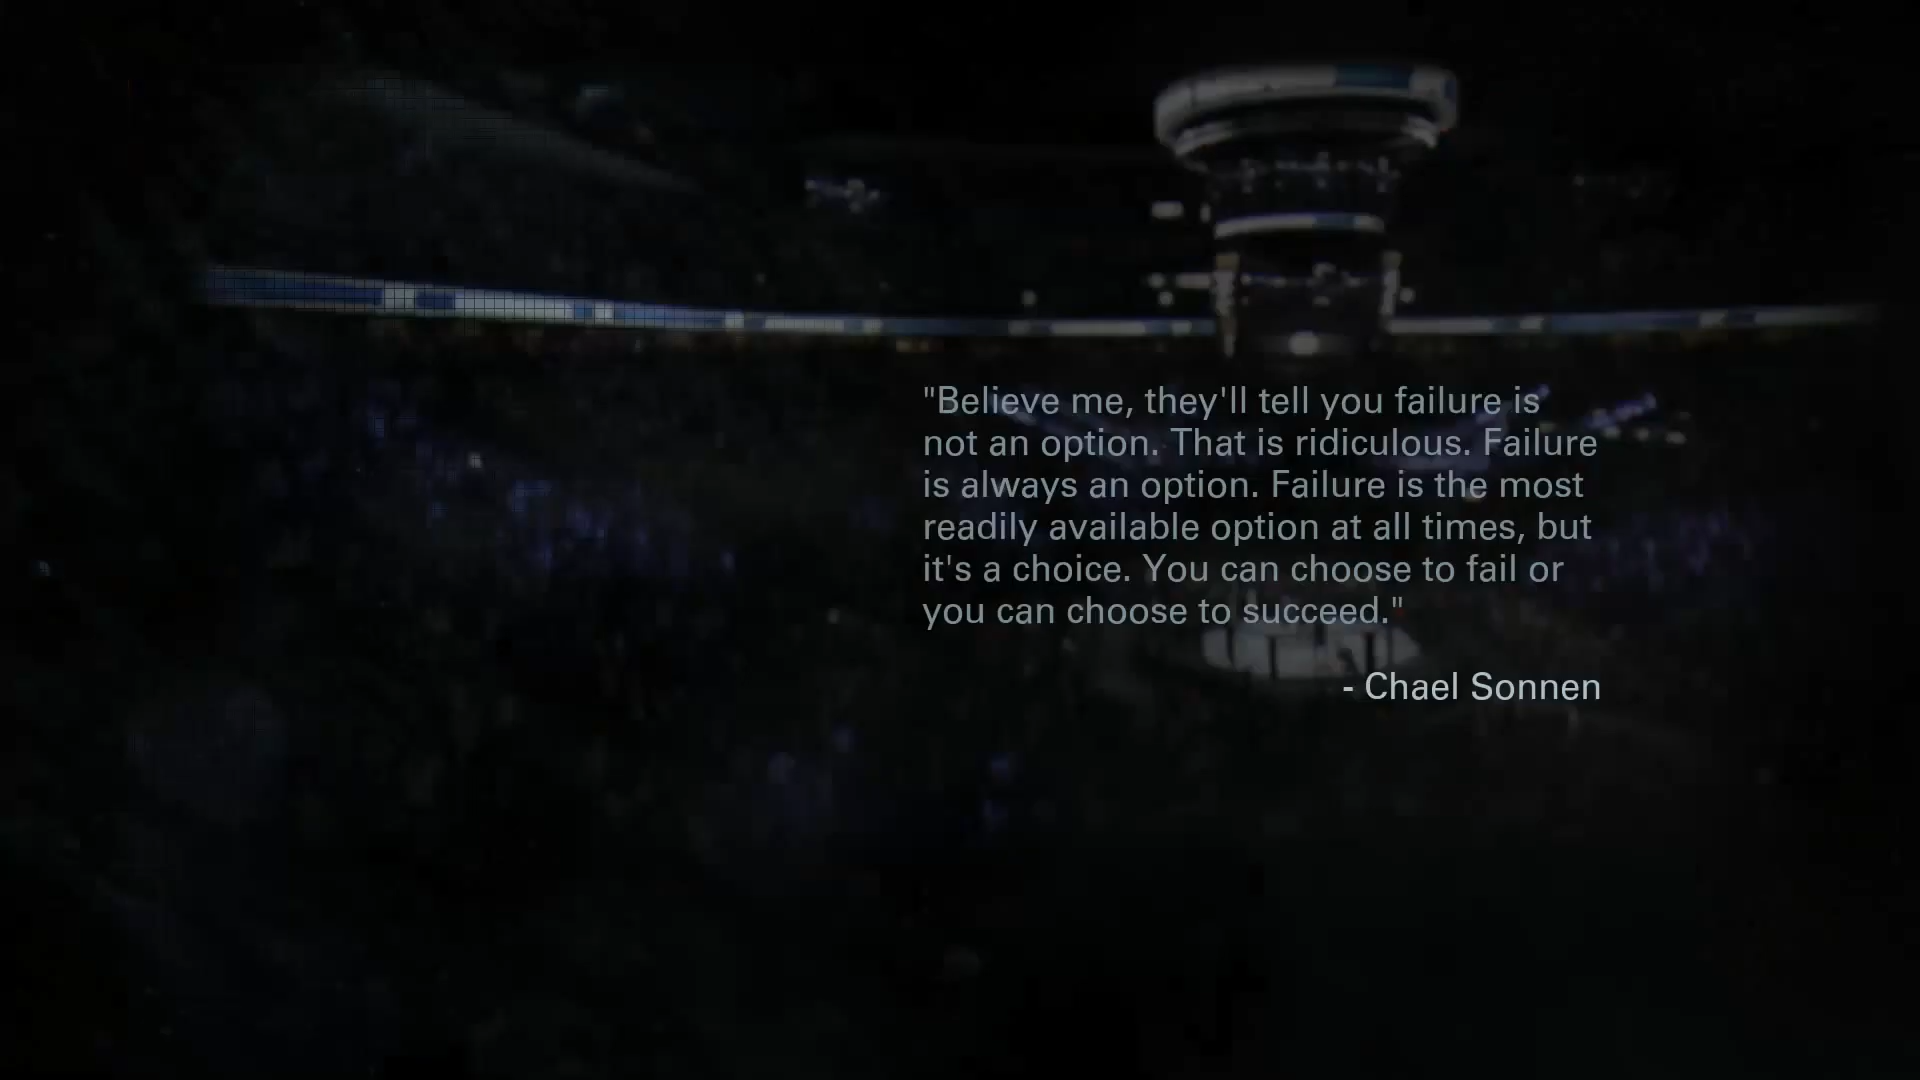 "Believe me, they'll tell you failure is
not an option. That is ridiculous. Failure
is always an option. Failure is the most
readily available option at all times, but
it's a choice. You can choose to fail or
you can choose to succeed."
- Chael Sonnen